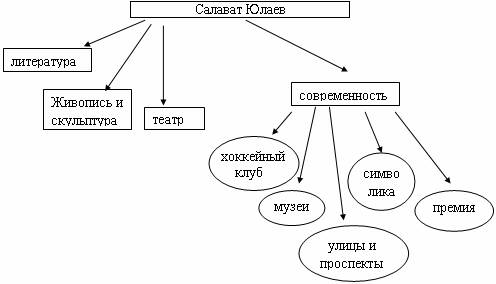 Салават Юлаев
литература
Живопись и
скульптура
театр
современность
хоккейный
клуб
музеи
улицы и
проспекты
симво
лика
премия